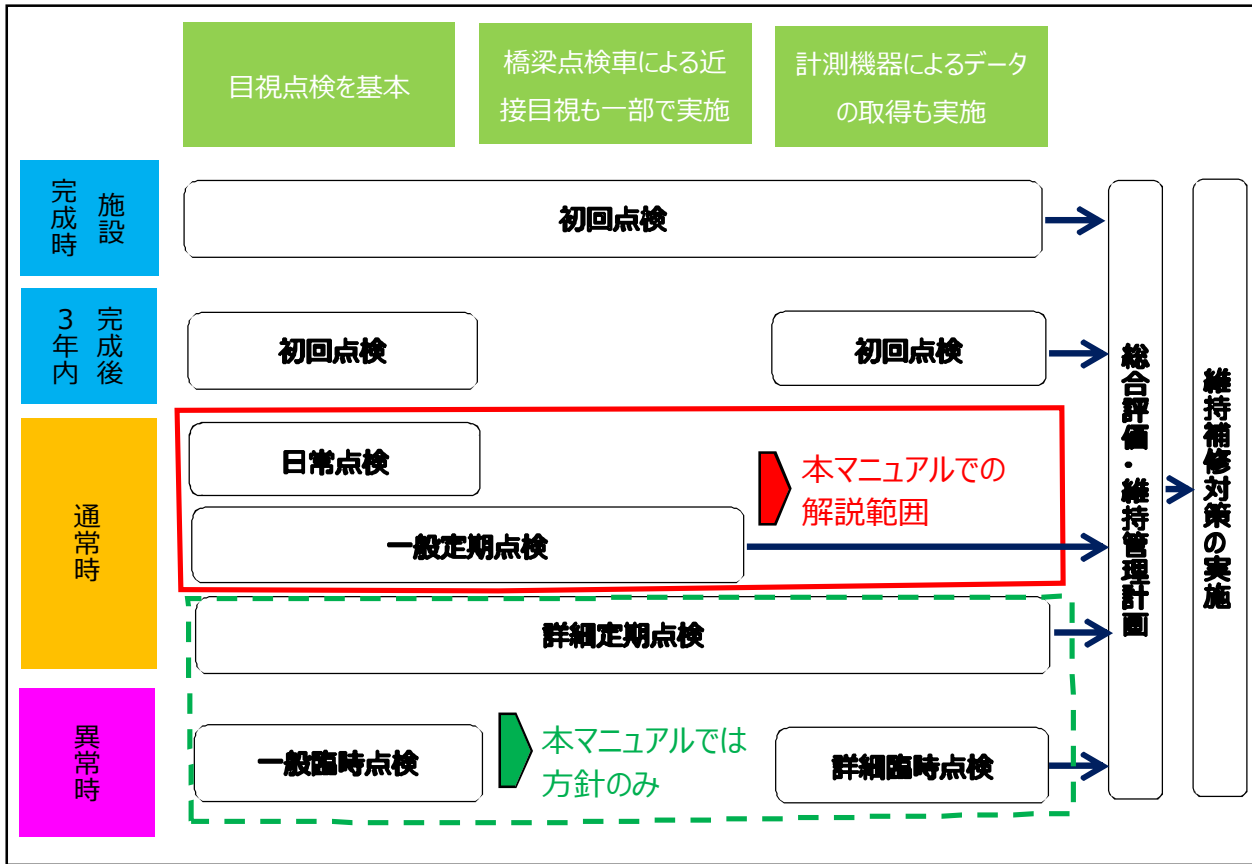 目視点検を基本
橋梁点検車による近
接目視も一部で実施
計測機器によるデータ
の取得も実施
施設
完成時
初回点検
完成後
3年内
初回点検
初回点検
通常時
日常点検
本マニュアルでの
解説範囲
一般定期点検
詳細定期点検
異常時
一般臨時点検
本マニュアルでは
方針のみ
詳細臨時点検
総合評価・維持管理計画
維持補修対策の実施